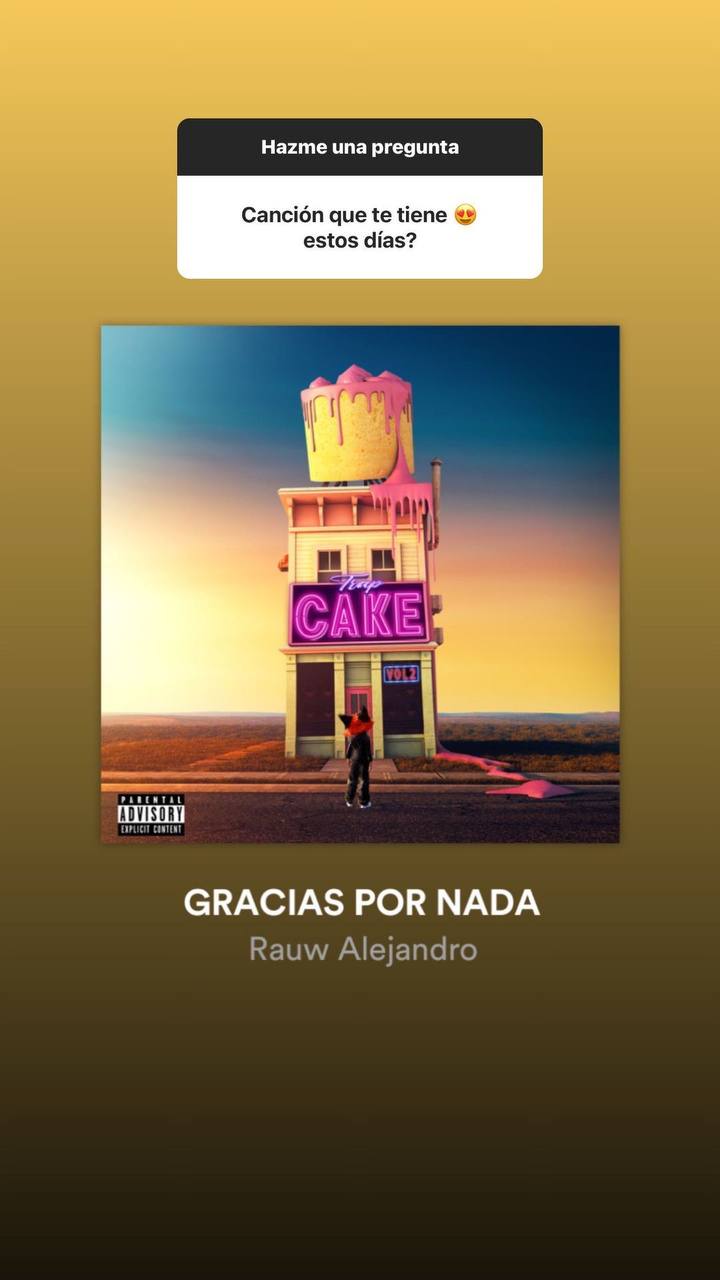 Hazme una pregunta
Canción que te tiene 😍
estos días?
Trap
CAKE
VOL2
PARENTAL
ADVISORY
EXPLICIT CONTENT
GRACIAS POR NADA
Rauw Alejandro